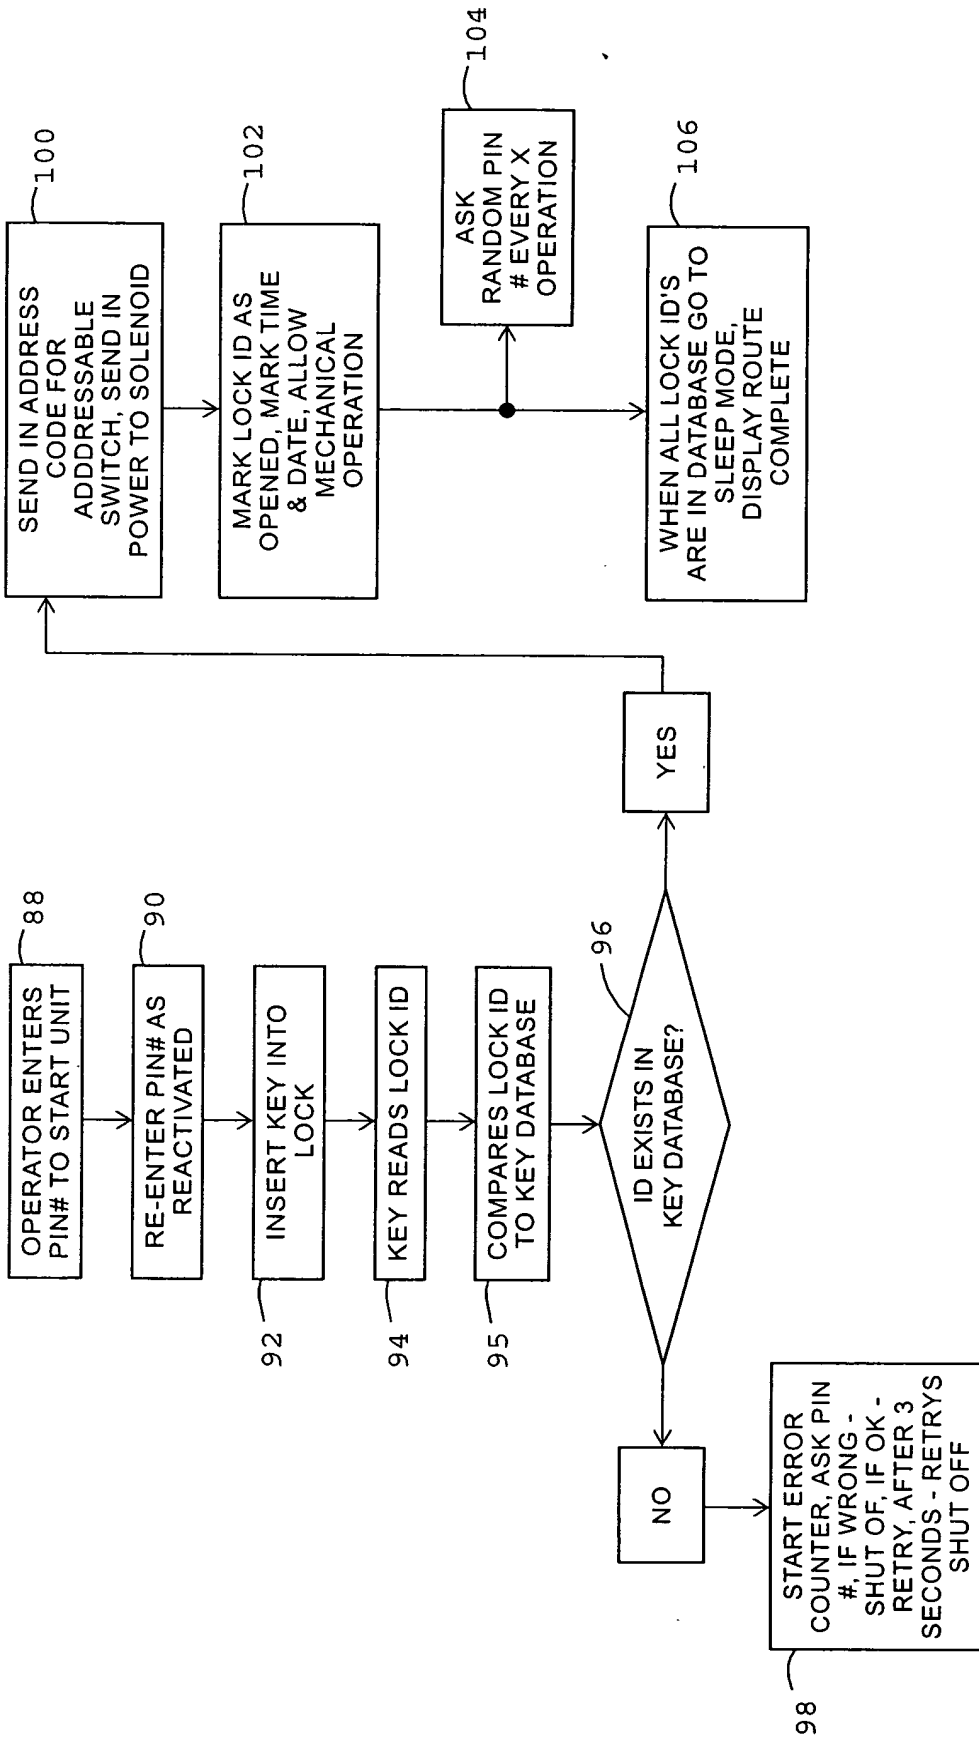 OPERATOR ENTERS
PIN# TO START UNIT
88
RE-ENTER PIN# AS
REACTIVATED
90
INSERT KEY INTO
LOCK
92
KEY READS LOCK ID
94
COMPARES LOCK ID
TO KEY DATABASE
95
ID EXISTS IN
KEY DATABASE?
96
NO
START ERROR
COUNTER, ASK PIN
#, IF WRONG -
SHUT OF, IF OK -
RETRY, AFTER 3
SECONDS - RETRYS
SHUT OFF
98
YES
SEND IN ADDRESS
CODE FOR
ADDDRESSABLE
SWITCH, SEND IN
POWER TO SOLENOID
100
MARK LOCK ID AS
OPENED, MARK TIME
& DATE, ALLOW
MECHANICAL
OPERATION
102
ASK
RANDOM PIN
# EVERY X
OPERATION
104
WHEN ALL LOCK ID'S
ARE IN DATABASE GO TO
SLEEP MODE,
DISPLAY ROUTE
COMPLETE
106